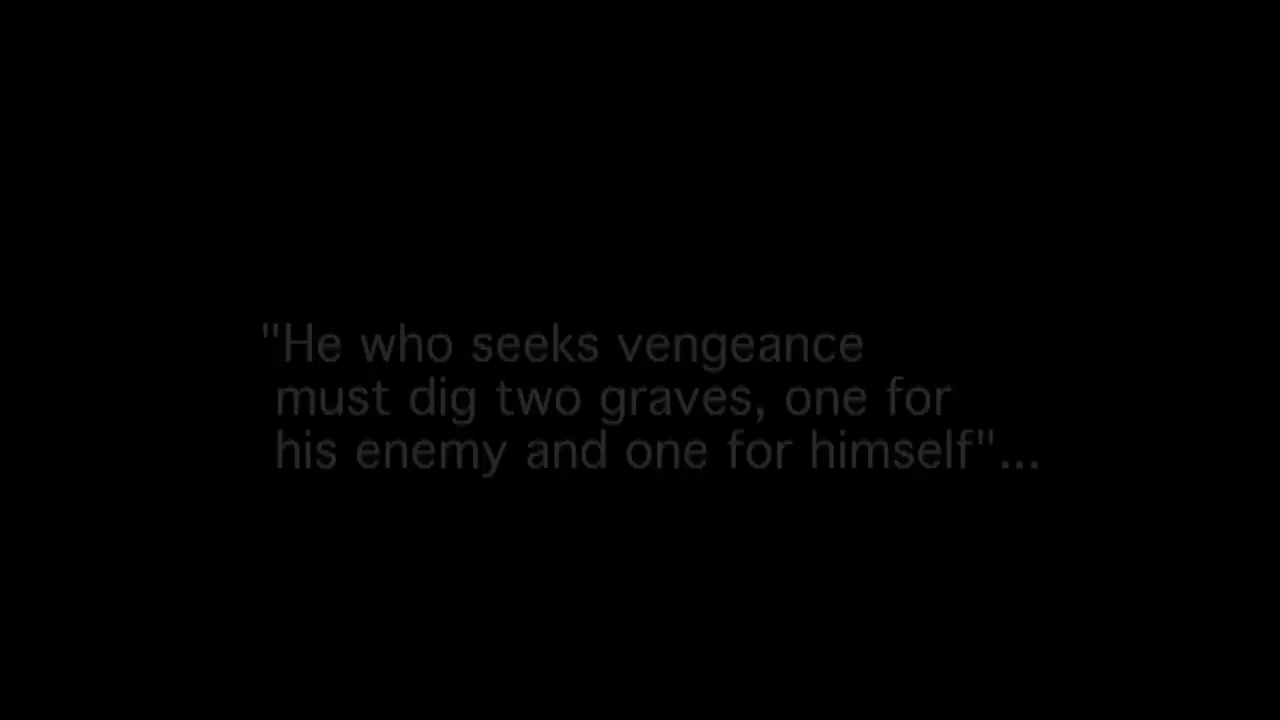 "He who seeks vengeance
must dig two graves, one for
his enemy and one for himself"...